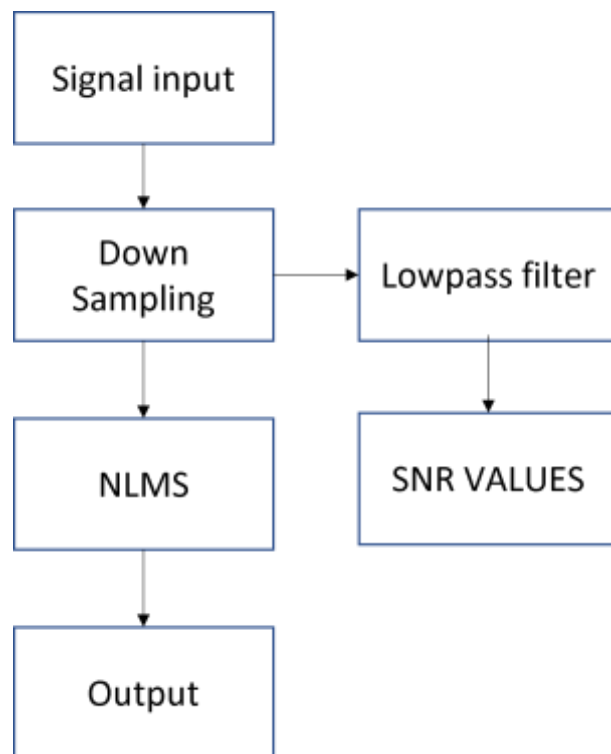 Signal input
Down
Sampling
Lowpass filter
NLMS
SNR VALUES
Output